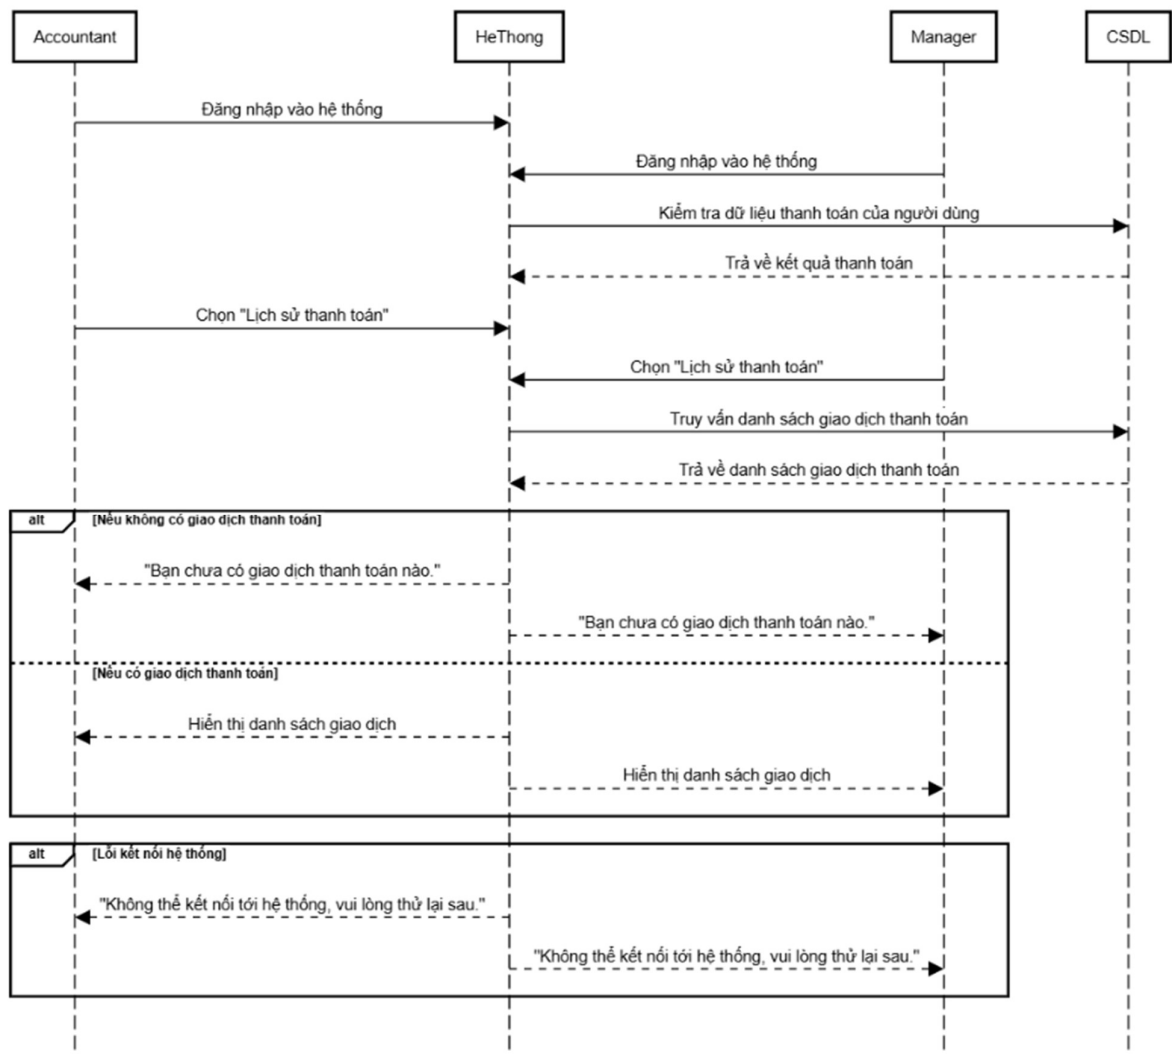 Accountant
HeThong
Manager
CSDL
Đăng nhập vào hệ thống
Đăng nhập vào hệ thống
Kiểm tra dữ liệu thanh toán của người dùng
Trả về kết quả thanh toán
Chọn "Lịch sử thanh toán"
Chọn "Lịch sử thanh toán"
Truy vấn danh sách giao dịch thanh toán
Trả về danh sách giao dịch thanh toán
alt
[Nếu không có giao dịch thanh toán]
"Bạn chưa có giao dịch thanh toán nào."
"Bạn chưa có giao dịch thanh toán nào."
[Nếu có giao dịch thanh toán]
Hiển thị danh sách giao dịch
Hiển thị danh sách giao dịch
alt
[Lỗi kết nối hệ thống]
"Không thể kết nối tới hệ thống, vui lòng thử lại sau."
"Không thể kết nối tới hệ thống, vui lòng thử lại sau."